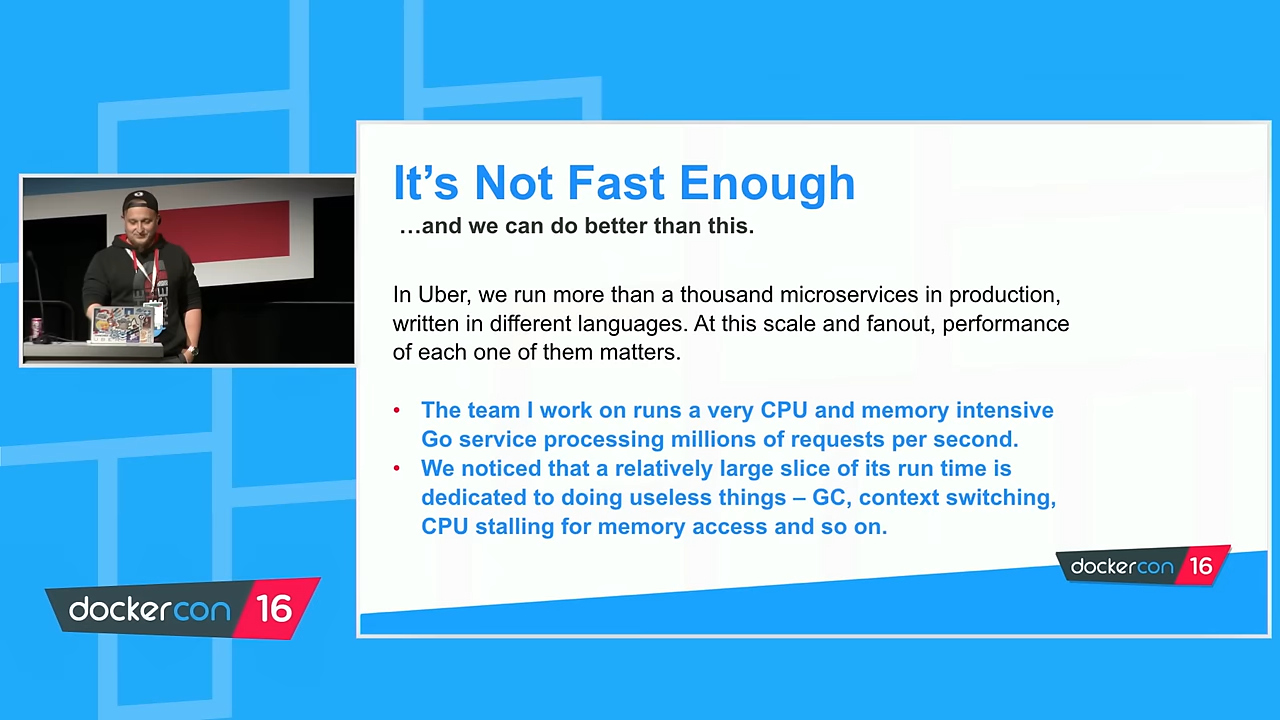 It’s Not Fast Enough
…and we can do better than this.
In Uber, we run more than a thousand microservices in production,
written in different languages. At this scale and fanout, performance
of each one of them matters.
• The team I work on runs a very CPU and memory intensive
Go service processing millions of requests per second.
• We noticed that a relatively large slice of its run time is
dedicated to doing useless things – GC, context switching,
CPU stalling for memory access and so on.
dockercon 16
dockercon 16